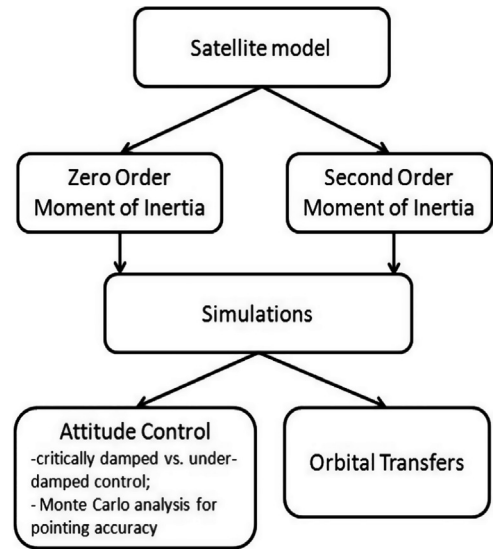 Satellite model
Zero Order
Moment of Inertia
Second Order
Moment of Inertia
Simulations
Attitude Control
-critically damped vs. under-
damped control;
- Monte Carlo analysis for
pointing accuracy
Orbital Transfers